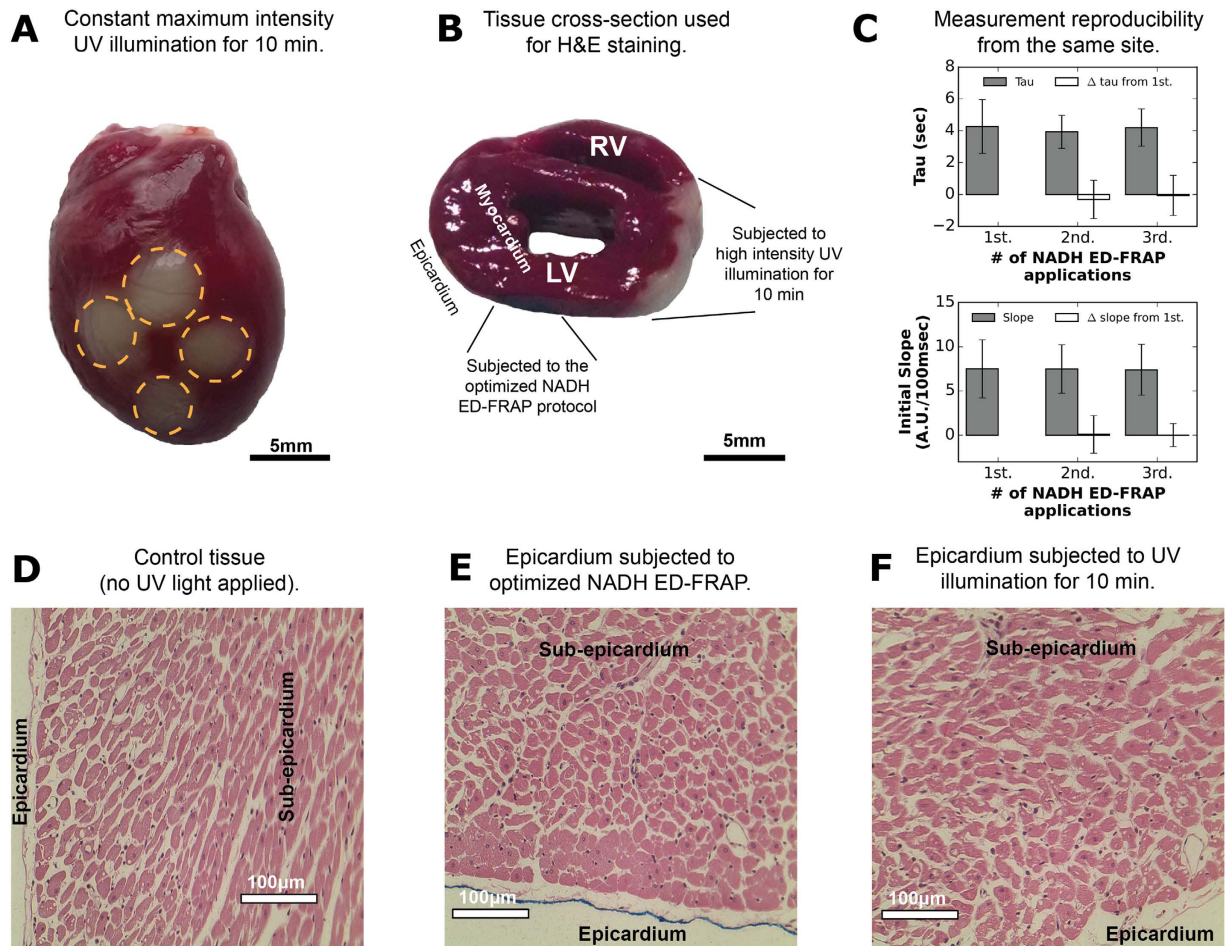 A
Constant maximum intensity
UV illumination for 10 min.
5mm
B
Tissue cross-section used
for H&E staining.
RV
Myocardium
LV
Epicardium
Subjected to
high intensity UV
illumination for
10 min
Subjected to the
optimized NADH
ED-FRAP protocol
5mm
C
Measurement reproducibility
from the same site.
Tau
Δ tau from 1st.
8
6
4
2
0
−2
Tau (sec)
1st.
2nd.
3rd.
# of NADH ED-FRAP
applications
Slope
Δ slope from 1st.
15
10
5
0
Initial Slope
(A.U./100msec)
1st.
2nd.
3rd.
# of NADH ED-FRAP
applications
D
Control tissue
(no UV light applied).
Epicardium
Sub-epicardium
100µm
E
Epicardium subjected to
optimized NADH ED-FRAP.
Sub-epicardium
100µm
Epicardium
F
Epicardium subjected to UV
illumination for 10 min.
Sub-epicardium
100µm
Epicardium